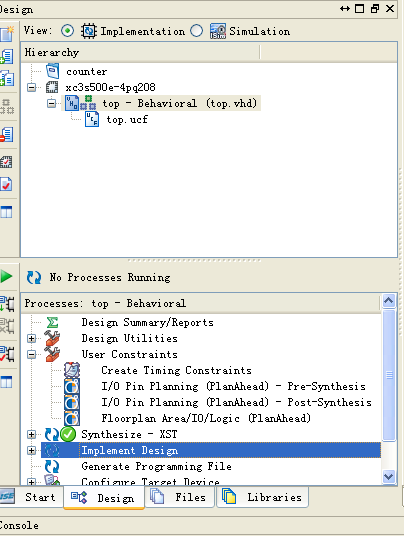 Design
View: Implementation Simulation
Hierarchy
counter
xc3s500e-4pq208
top - Behavioral (top.vhd)
top.ucf
No Processes Running
Processes: top - Behavioral
Design Summary/Reports
Design Utilities
User Constraints
Create Timing Constraints
I/O Pin Planning (PlanAhead) - Pre-Synthesis
I/O Pin Planning (PlanAhead) - Post-Synthesis
Floorplan Area/IO/Logic (PlanAhead)
Synthesize - XST
Implement Design
Generate Programming File
Configure Target Device
Start Design Files Libraries
Console